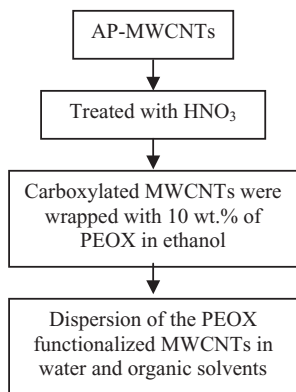 AP-MWCNTs
Treated with HNO₃
Carboxylated MWCNTs were
wrapped with 10 wt.% of
PEOX in ethanol
Dispersion of the PEOX
functionalized MWCNTs in
water and organic solvents